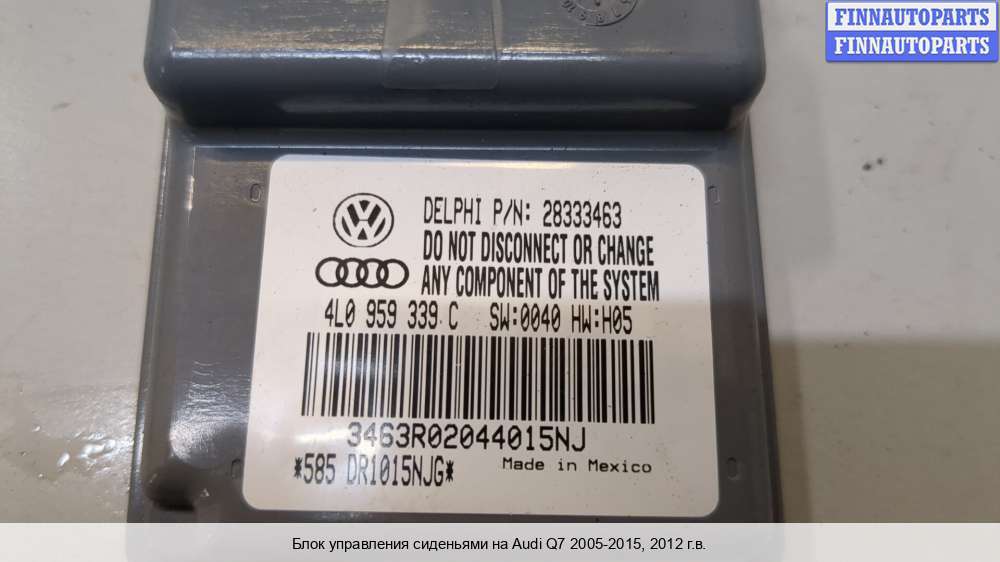 FINNAUTOPARTS
FINNAUTOPARTS
DELPHI P/N: 28333463
DO NOT DISCONNECT OR CHANGE
ANY COMPONENT OF THE SYSTEM
4L0 959 339 C SW:0040 HW:H05
3463R02044015NJ
*585 DR1015NJG*
Made in Mexico
Блок управления сиденьями на Audi Q7 2005-2015, 2012 г.в.